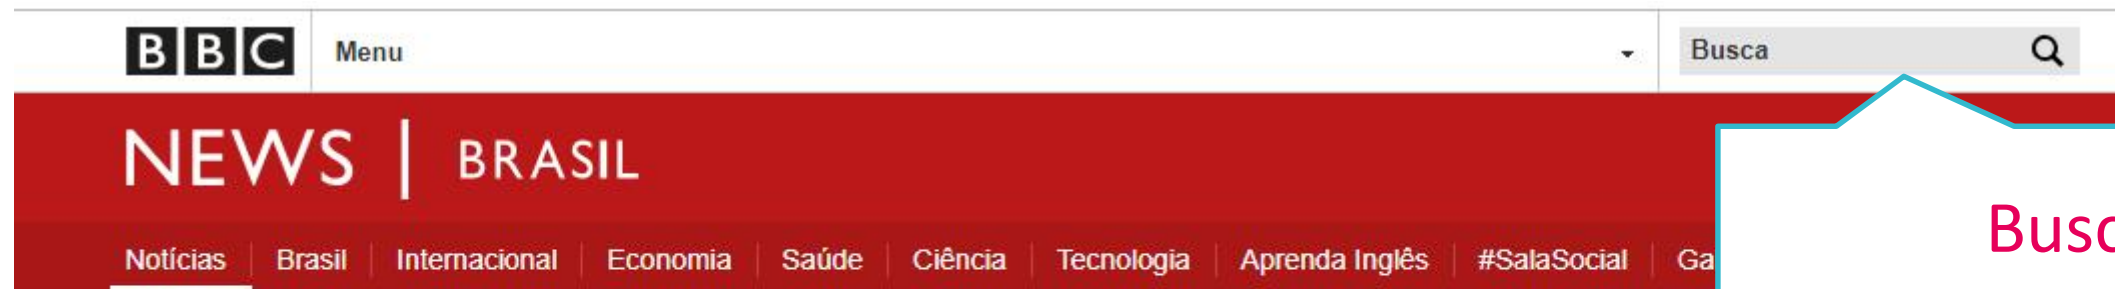 BBC Menu Busca
NEWS | BRASIL
Notícias Brasil Internacional Economia Saúde Ciência Tecnologia Aprenda Inglês #SalaSocial